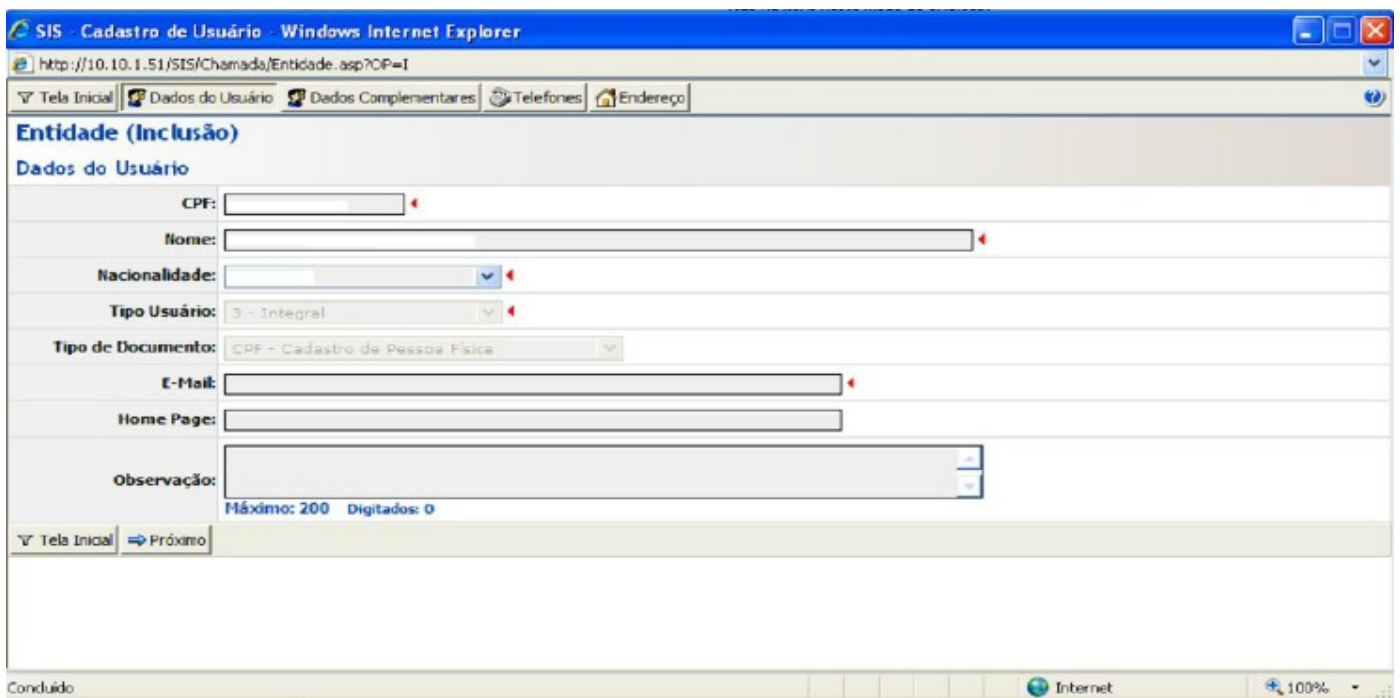 SIS - Cadastro de Usuário - Windows Internet Explorer
http://10.10.1.51/SIS/Chamada/Entidade.asp?OP=I
Tela Inicial Dados do Usuário Dados Complementares Telefones Endereço
Entidade (Inclusão)
Dados do Usuário
CPF:
Nome:
Nacionalidade:
Tipo Usuário: 3 - Integral
Tipo de Documento: CPF - Cadastro de Pessoa Física
E-Mail:
Home Page:
Observação:
Máximo: 200 Digitados: 0
Tela Inicial Próximo
Concluído Internet 100%